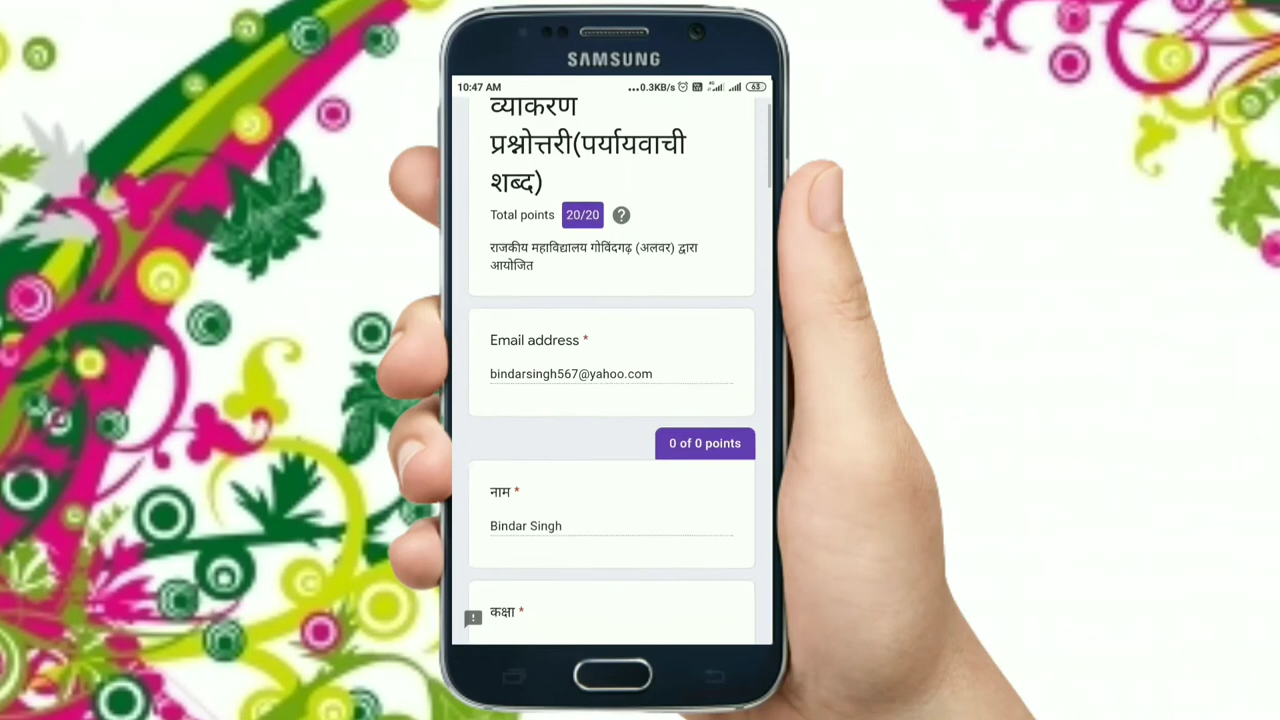 SAMSUNG
10:47 AM
...0.3KB/s 63
व्याकरण
प्रश्नोत्तरी(पर्यायवाची
शब्द)
Total points 20/20 ?
राजकीय महाविद्यालय गोविंदगढ़ (अलवर) द्वारा
आयोजित
Email address *
bindarsingh567@yahoo.com
0 of 0 points
नाम *
Bindar Singh
कक्षा *